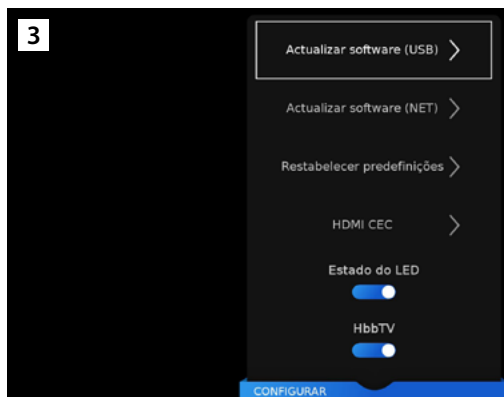 3
Actualizar software (USB)
Actualizar software (NET)
Restabelecer predefinições
HDMI CEC
Estado do LED
HbbTV
CONFIGURAR